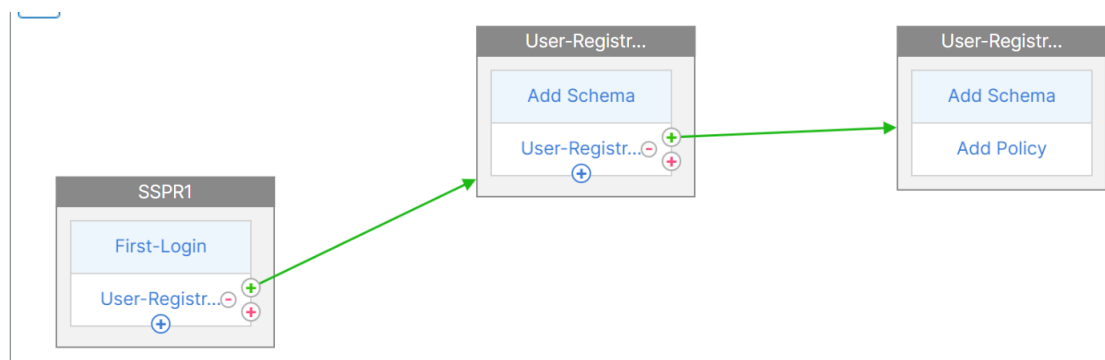 SSPR1
First-Login
User-Registr...
User-Registr...
Add Schema
User-Registr...
User-Registr...
Add Schema
Add Policy